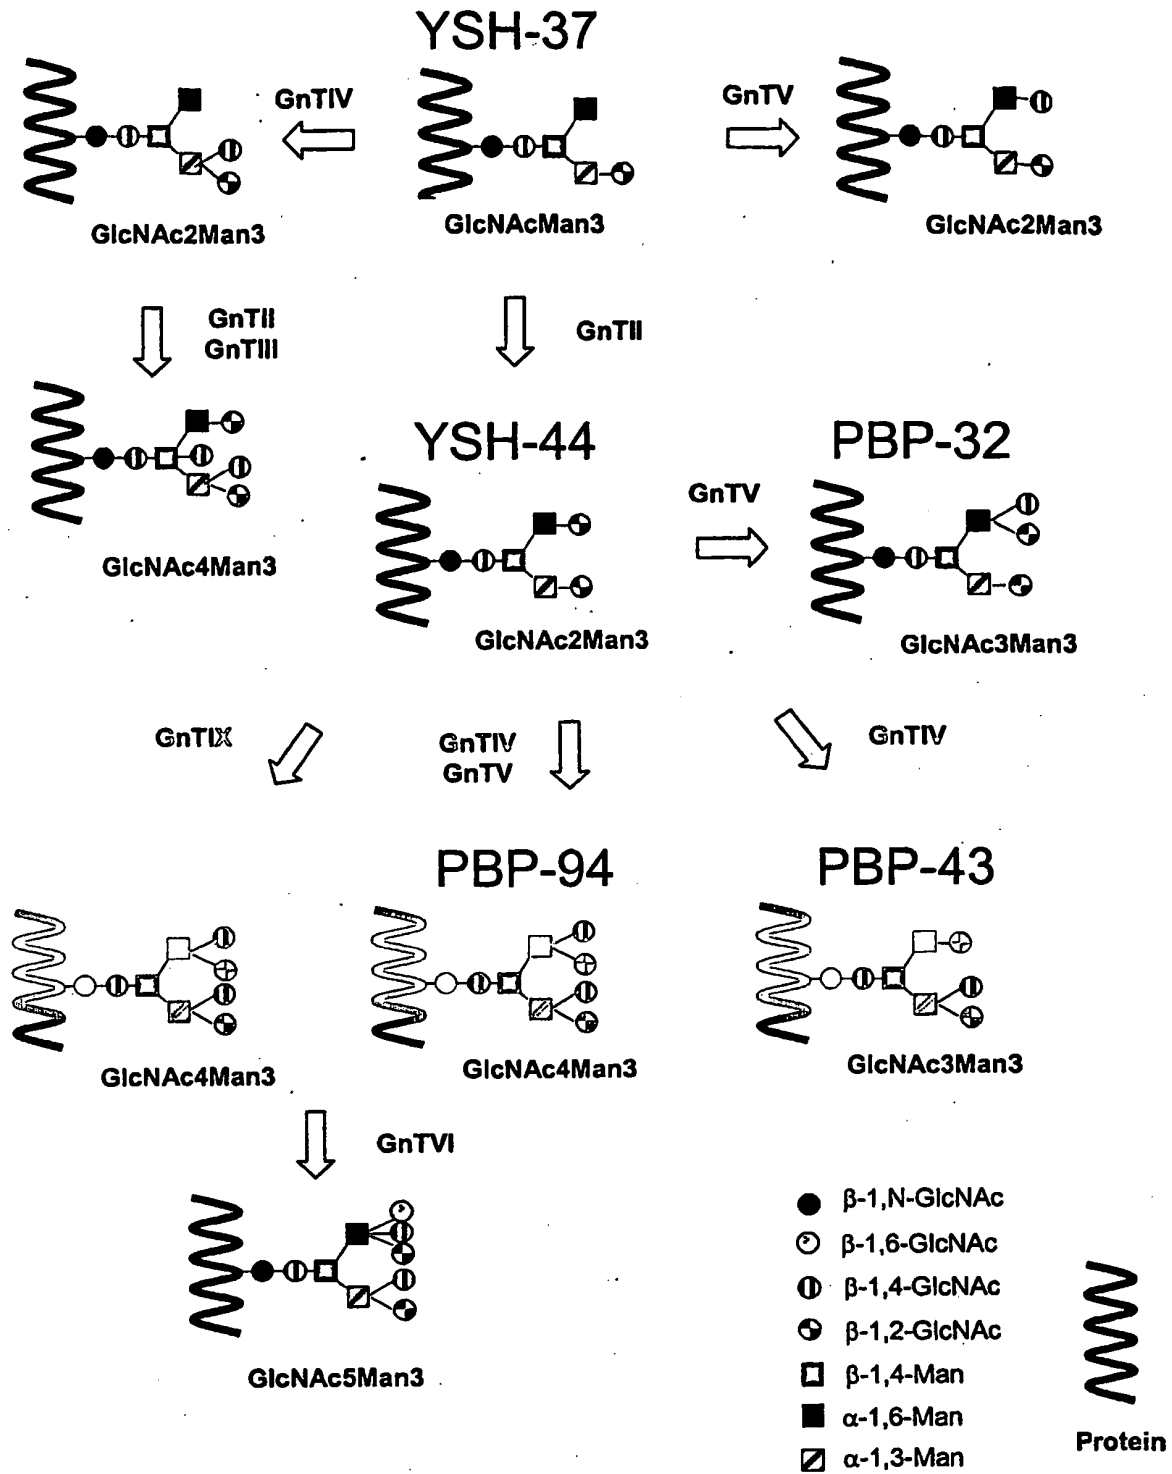 YSH-37
GnTIV
GnTV
GlcNAc2Man3
GlcNAcMan3
GlcNAc2Man3
GnTII
GnTIII
GnTII
YSH-44
PBP-32
GnTV
GlcNAc4Man3
GlcNAc2Man3
GlcNAc3Man3
GnTIX
GnTIV
GnTV
GnTIV
PBP-94
PBP-43
GlcNAc4Man3
GlcNAc4Man3
GlcNAc3Man3
GnTVI
GlcNAc5Man3
β-1,N-GlcNAc
β-1,6-GlcNAc
β-1,4-GlcNAc
β-1,2-GlcNAc
β-1,4-Man
α-1,6-Man
α-1,3-Man
Protein